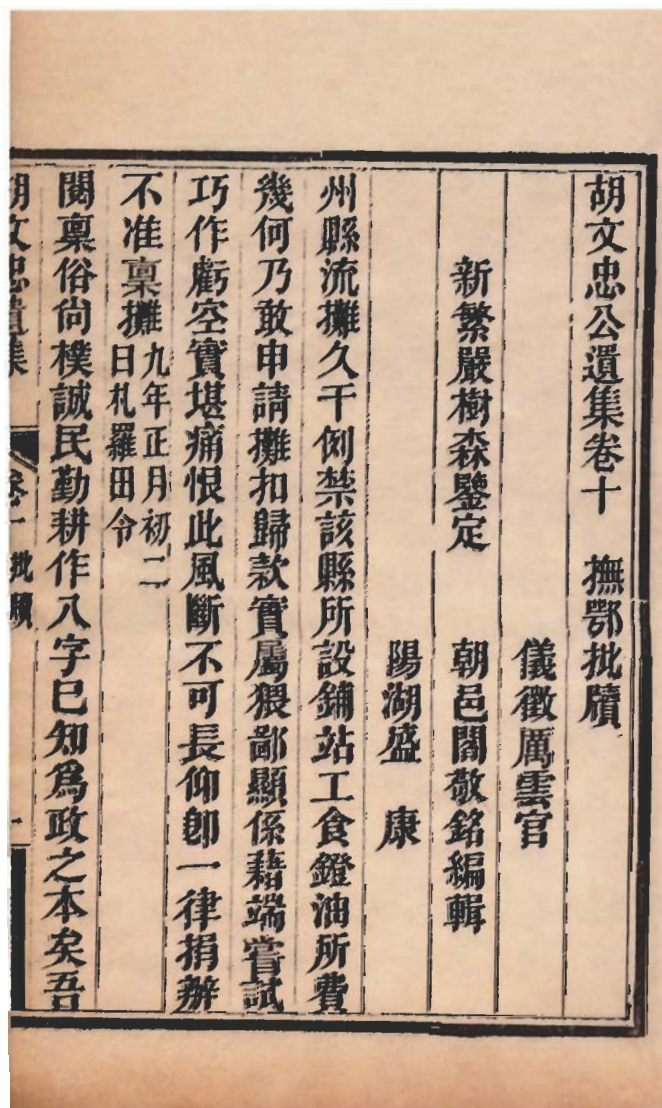 胡文忠公遺集卷十　撫鄂批牘
儀徵厲雲官
新繁嚴樹森鑒定　朝邑閻敬銘編輯
陽湖盛　康
州縣流攤久干例禁該縣所設鋪站工食鐙油所費
幾何乃敢申請攤扣歸款實屬猥鄙顯係藉端嘗試
巧作虧空實堪痛恨此風斷不可長仰卽一律捐辦
不准稟攤九年正月初二
日札羅田令
閱稟俗尙樸誠民勤耕作八字已知爲政之本矣吾
胡文忠遺集　卷十　批牘　一